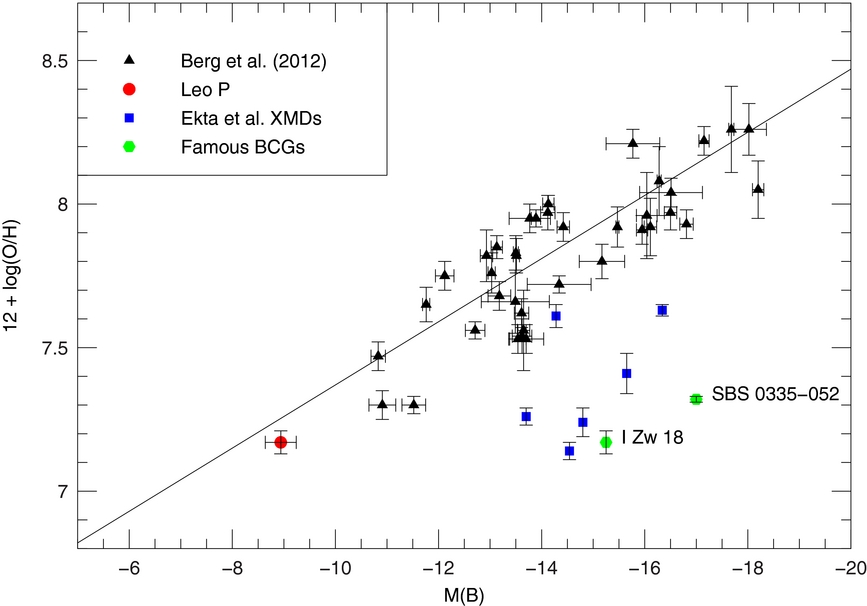 8.5
8
7.5
7
12 + log(O/H)
Berg et al. (2012)
Leo P
Ekta et al. XMDs
Famous BCGs
SBS 0335−052
I Zw 18
−6 −8 −10 −12 −14 −16 −18 −20
M(B)